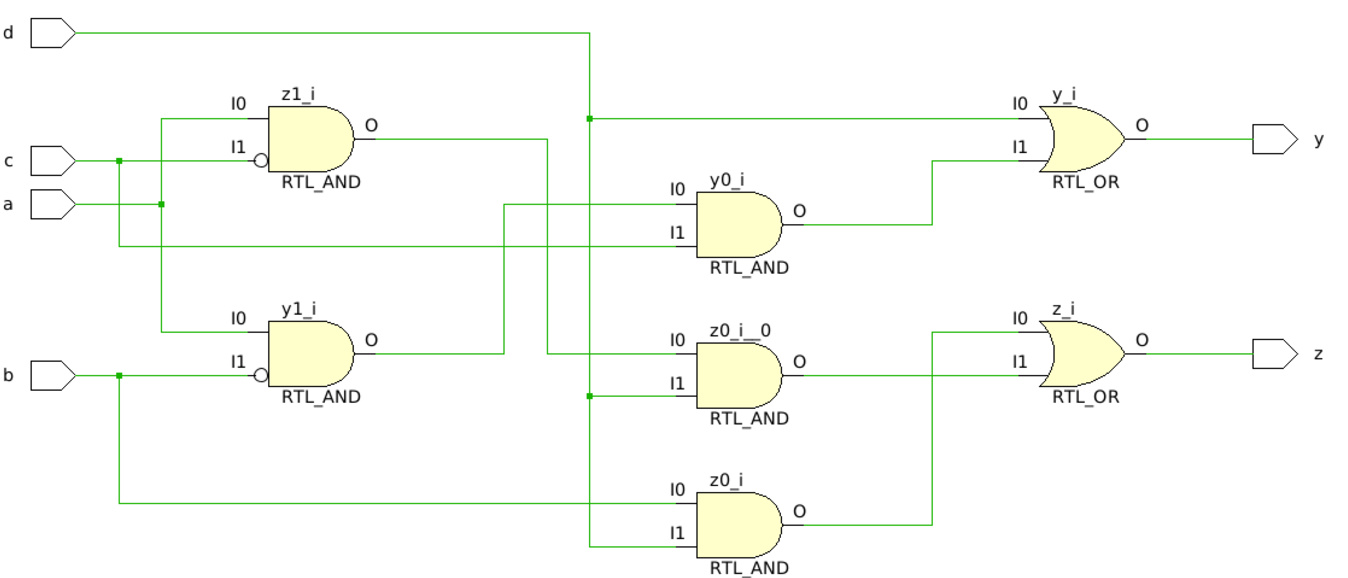 d
z1_i
I0
O
I1
RTL_AND
c
a
y_i
I0
O
I1
RTL_OR
y
y0_i
I0
O
I1
RTL_AND
y1_i
I0
O
I1
RTL_AND
b
z0_i__0
I0
O
I1
RTL_AND
z_i
I0
O
I1
RTL_OR
z
z0_i
I0
O
I1
RTL_AND